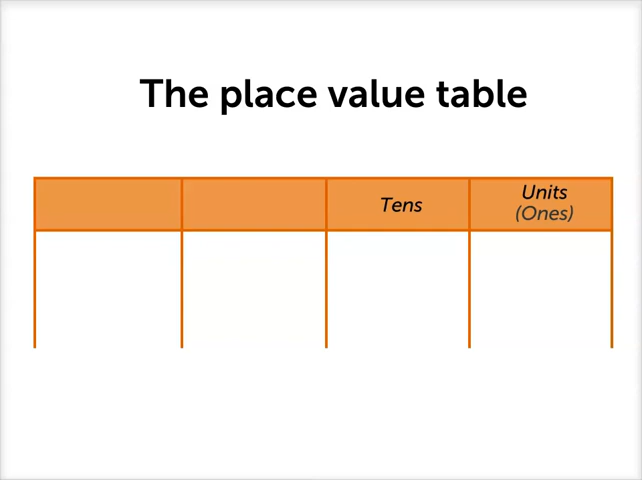 The place value table
Tens
Units
(Ones)